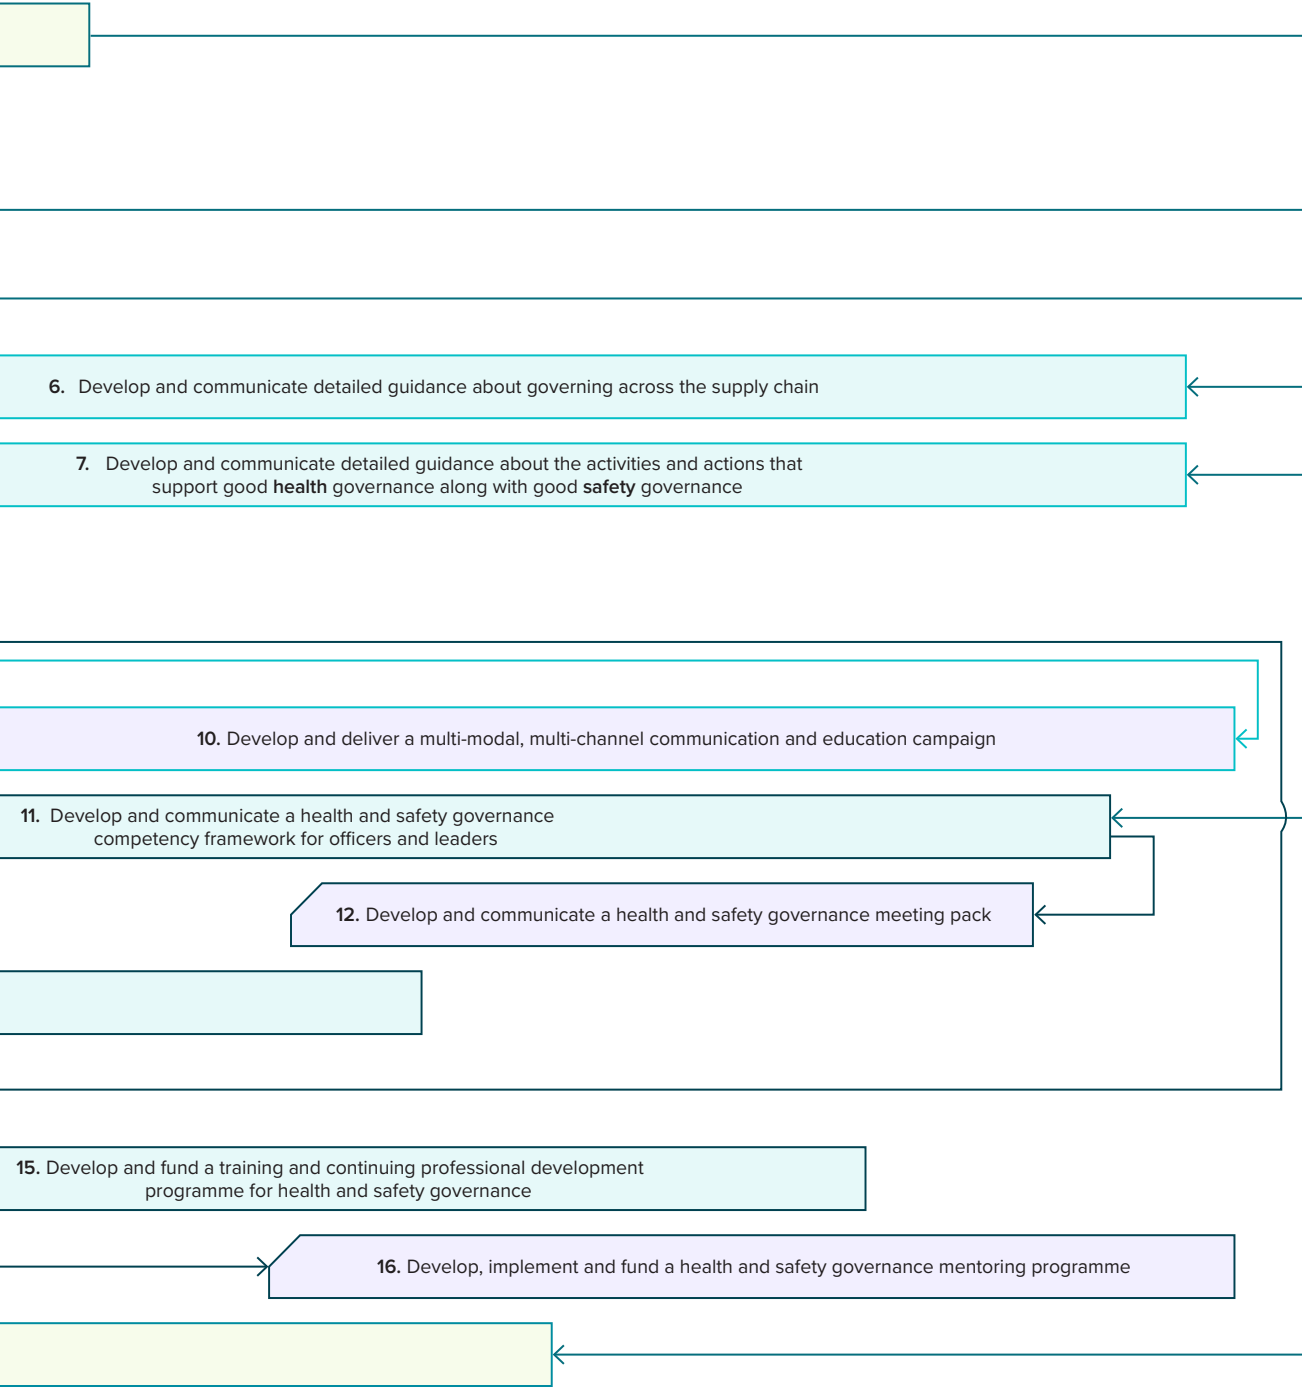 6. Develop and communicate detailed guidance about governing across the supply chain
7. Develop and communicate detailed guidance about the activities and actions that
support good health governance along with good safety governance
10. Develop and deliver a multi-modal, multi-channel communication and education campaign
11. Develop and communicate a health and safety governance
competency framework for officers and leaders
12. Develop and communicate a health and safety governance meeting pack
15. Develop and fund a training and continuing professional development
programme for health and safety governance
16. Develop, implement and fund a health and safety governance mentoring programme